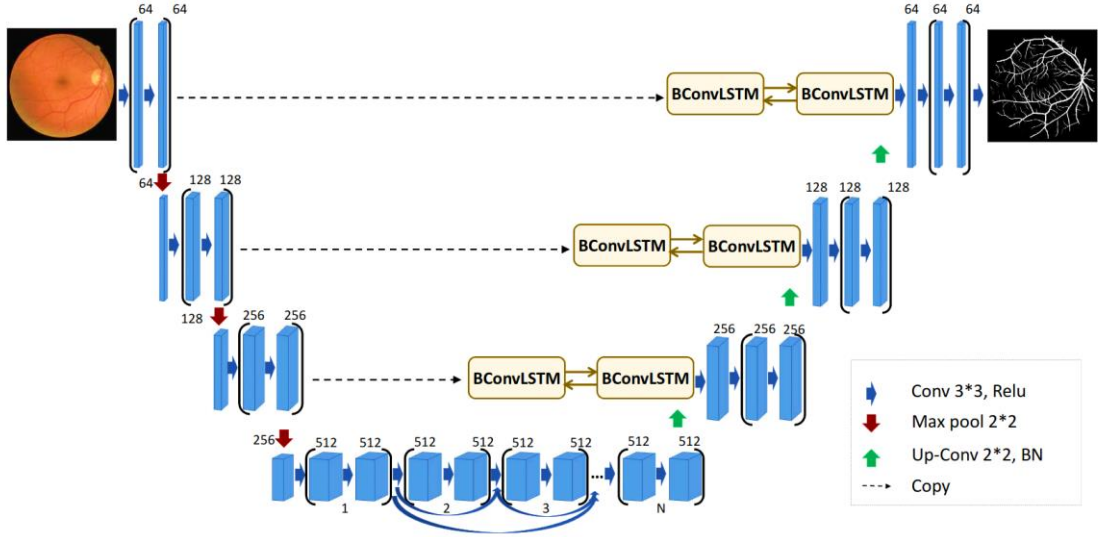 64 64 64 64 64
BConvLSTM BConvLSTM
64 128 128 128 128 128
BConvLSTM BConvLSTM
128 256 256 256 256 256
BConvLSTM BConvLSTM
256 512 512 512 512 512 512 512 512
1 2 3 ... N
Conv 3*3, Relu
Max pool 2*2
Up-Conv 2*2, BN
Copy